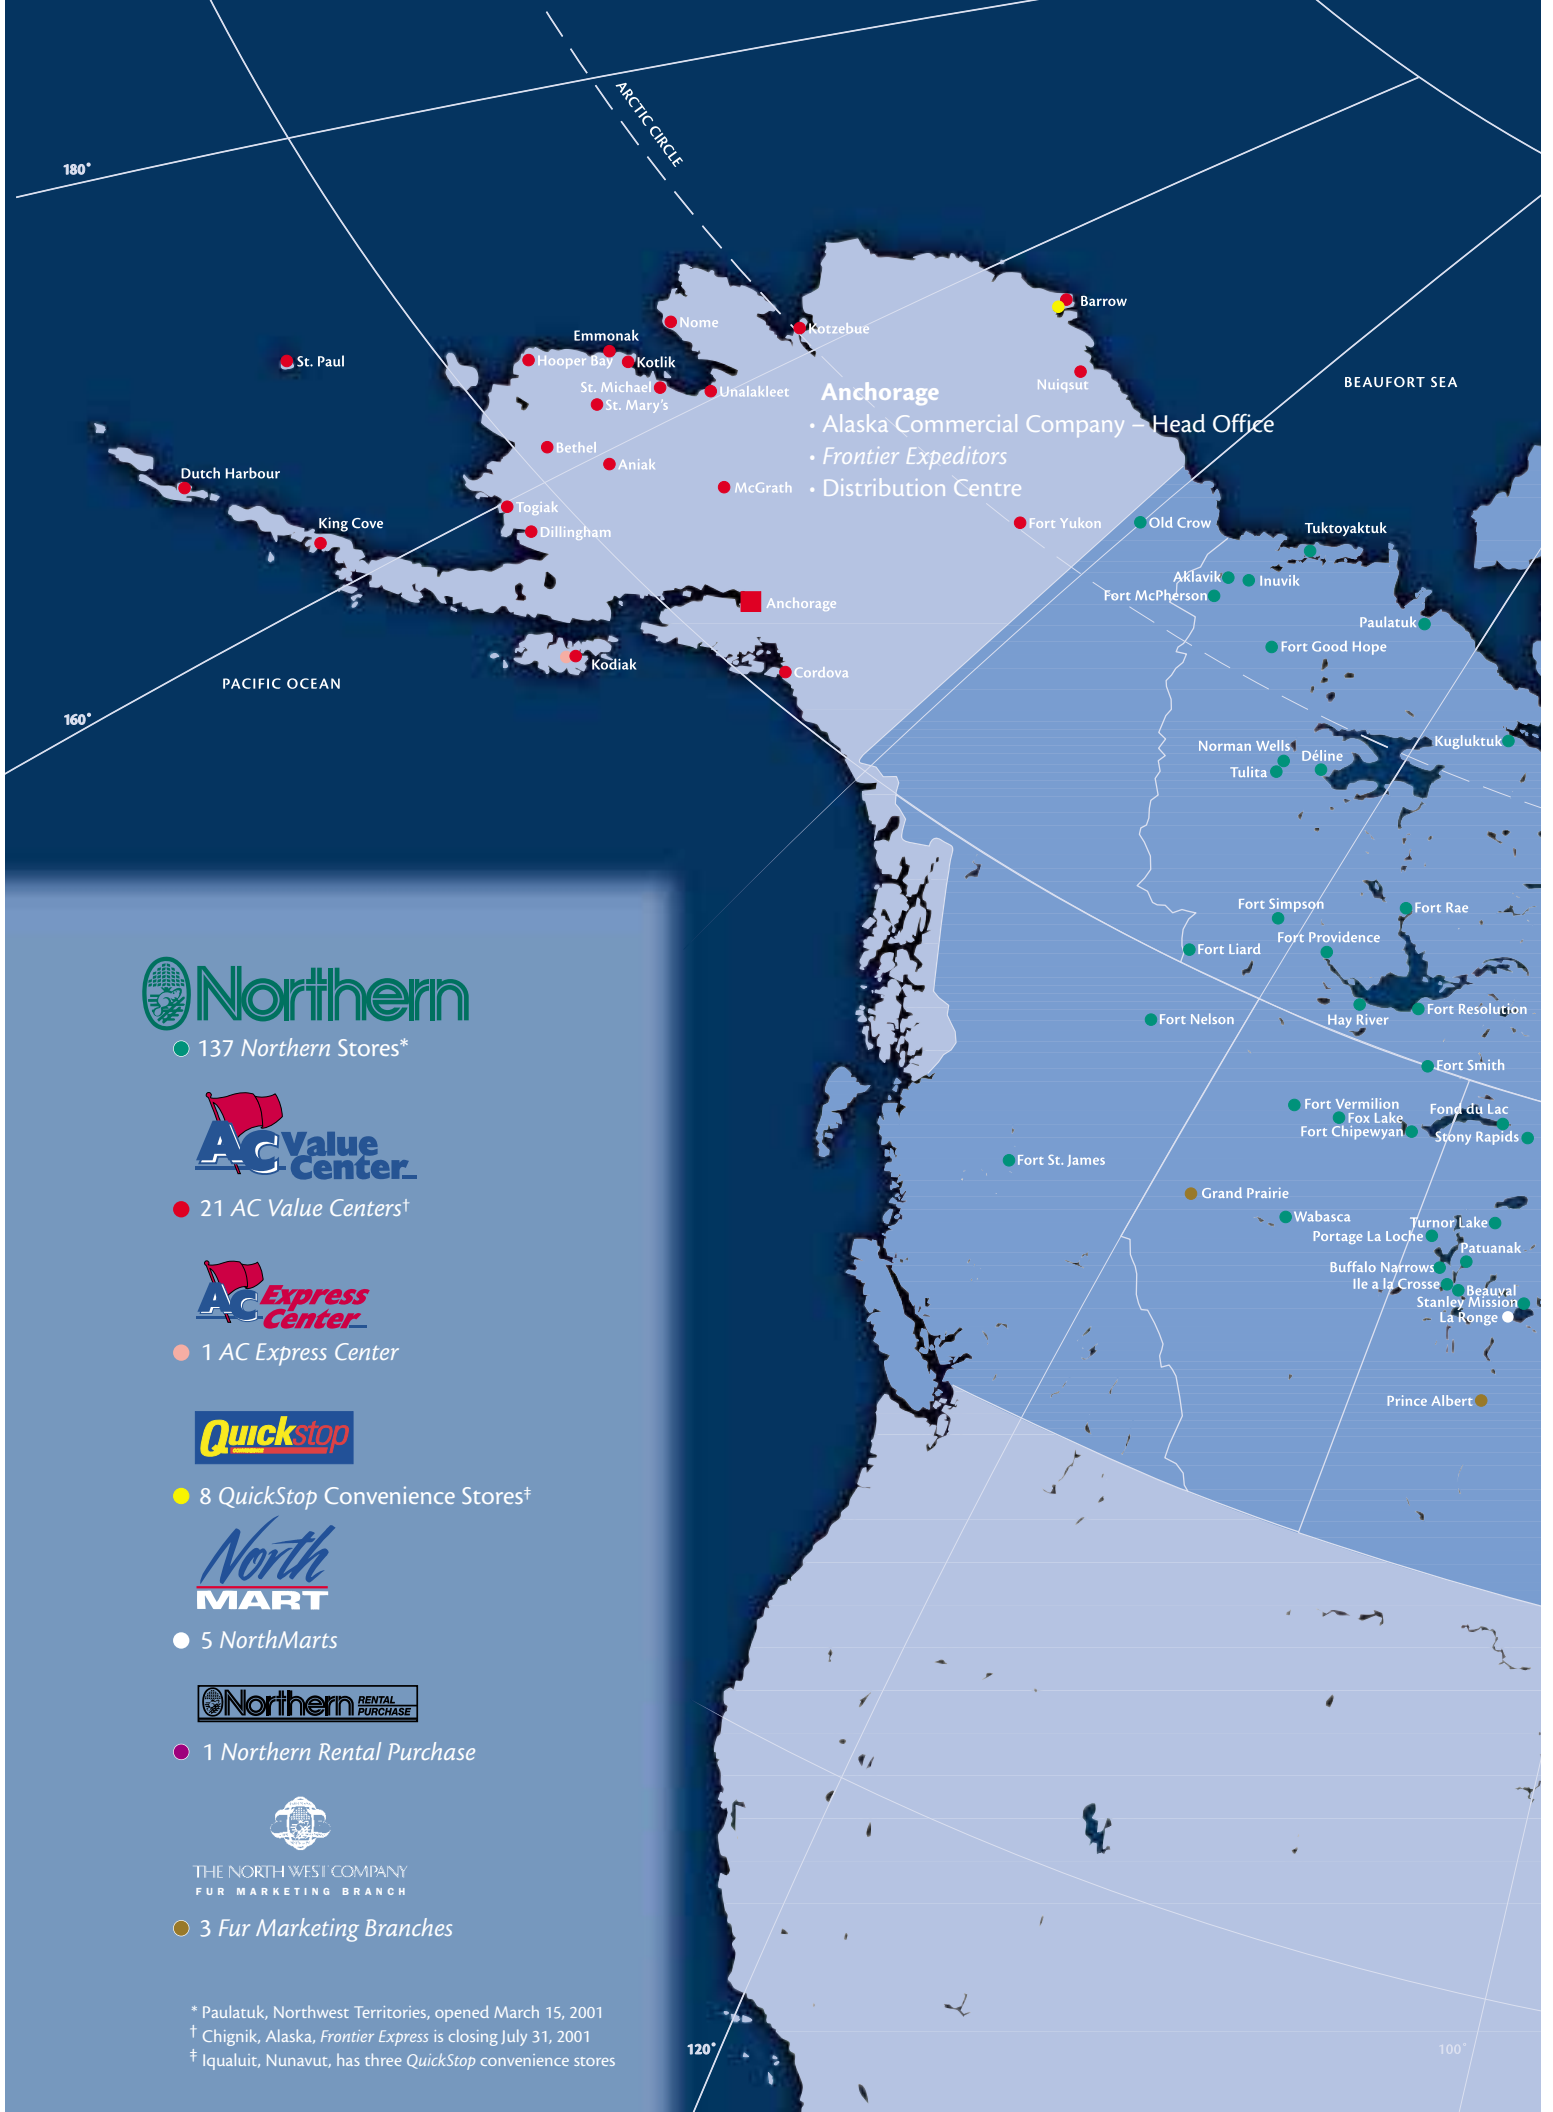 ARCTIC CIRCLE
180°
Barrow
Nome
Kotzebue
Emmonak
St. Paul
Hooper Bay
Kotlik
Nuiqsut
BEAUFORT SEA
St. Michael
Unalakleet
St. Mary's
Anchorage
• Alaska Commercial Company – Head Office
• Frontier Expeditors
• Distribution Centre
Bethel
Aniak
Dutch Harbour
McGrath
Togiak
King Cove
Dillingham
Fort Yukon
Old Crow
Tuktoyaktuk
Aklavik
Inuvik
Fort McPherson
Anchorage
Paulatuk
Fort Good Hope
Kodiak
Cordova
PACIFIC OCEAN
160°
Kugluktuk
Norman Wells
Déline
Tulita
Fort Simpson
Fort Rae
Fort Providence
Fort Liard
Fort Resolution
Hay River
Fort Nelson
Fort Smith
Fort Vermilion
Fond du Lac
Fox Lake
Fort Chipewyan
Stony Rapids
Fort St. James
Grand Prairie
Wabasca
Turnor Lake
Portage La Loche
Patuanak
Buffalo Narrows
Ile a la Crosse
Beauval
Stanley Mission
La Ronge
Prince Albert
Northern
137 Northern Stores*
AC Value
Center
21 AC Value Centers†
AC Express
Center
1 AC Express Center
Quickstop
8 QuickStop Convenience Stores‡
North
MART
5 NorthMarts
Northern RENTAL
PURCHASE
1 Northern Rental Purchase
THE NORTH WEST COMPANY
FUR MARKETING BRANCH
3 Fur Marketing Branches
* Paulatuk, Northwest Territories, opened March 15, 2001
† Chignik, Alaska, Frontier Express is closing July 31, 2001
‡ Iqualuit, Nunavut, has three QuickStop convenience stores
120°
100°